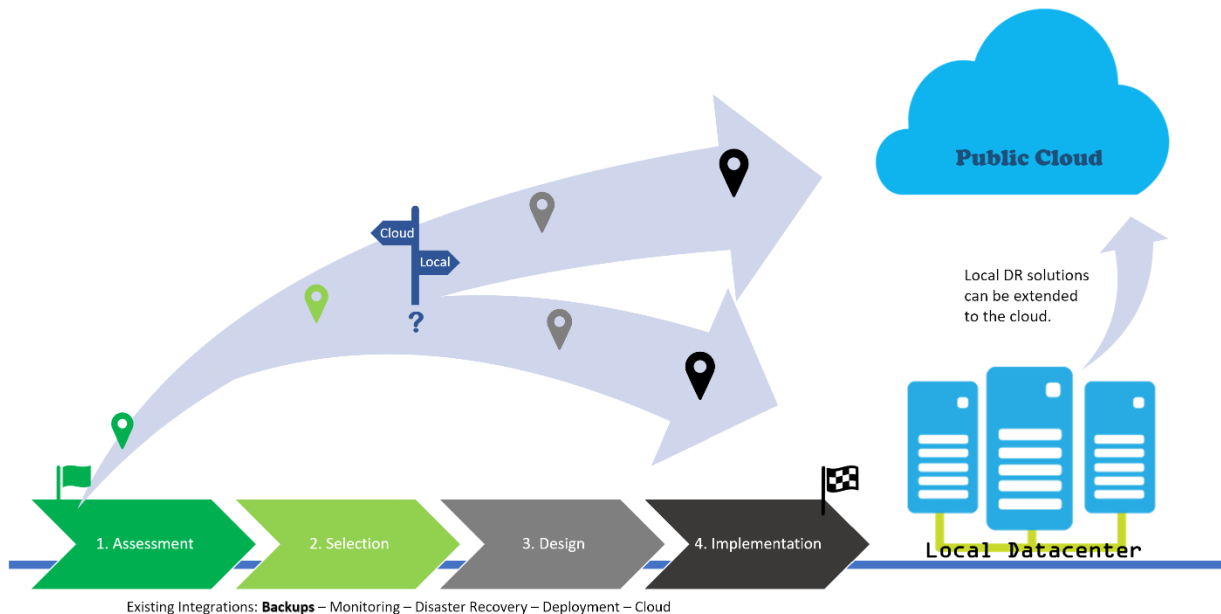 Public Cloud
Cloud
Local
?
Local DR solutions
can be extended
to the cloud.
1. Assessment
2. Selection
3. Design
4. Implementation
Local Datacenter
Existing Integrations: Backups – Monitoring – Disaster Recovery – Deployment – Cloud